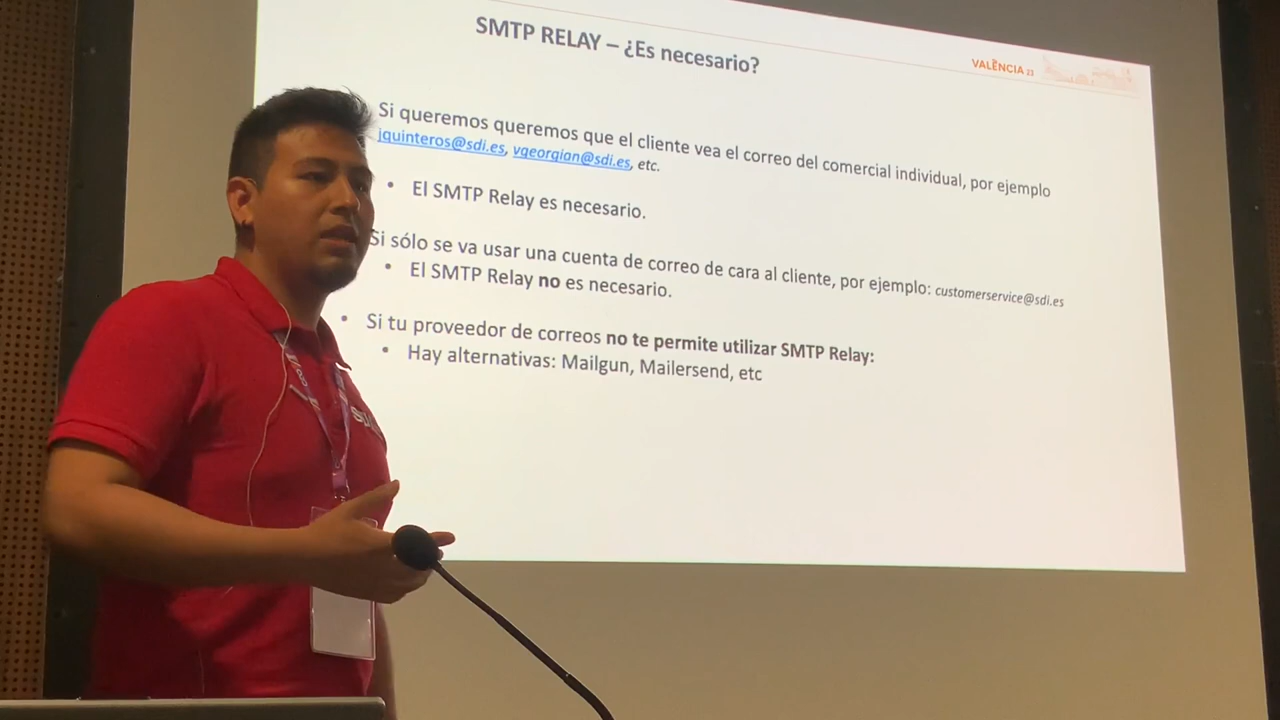 SMTP RELAY – ¿Es necesario?
VALÈNCIA 23
Si queremos queremos que el cliente vea el correo del comercial individual, por ejemplo
jquinteros@sdi.es, vgeorgian@sdi.es, etc.
• El SMTP Relay es necesario.
Si sólo se va usar una cuenta de correo de cara al cliente, por ejemplo: customerservice@sdi.es
• El SMTP Relay no es necesario.
• Si tu proveedor de correos no te permite utilizar SMTP Relay:
• Hay alternativas: Mailgun, Mailersend, etc